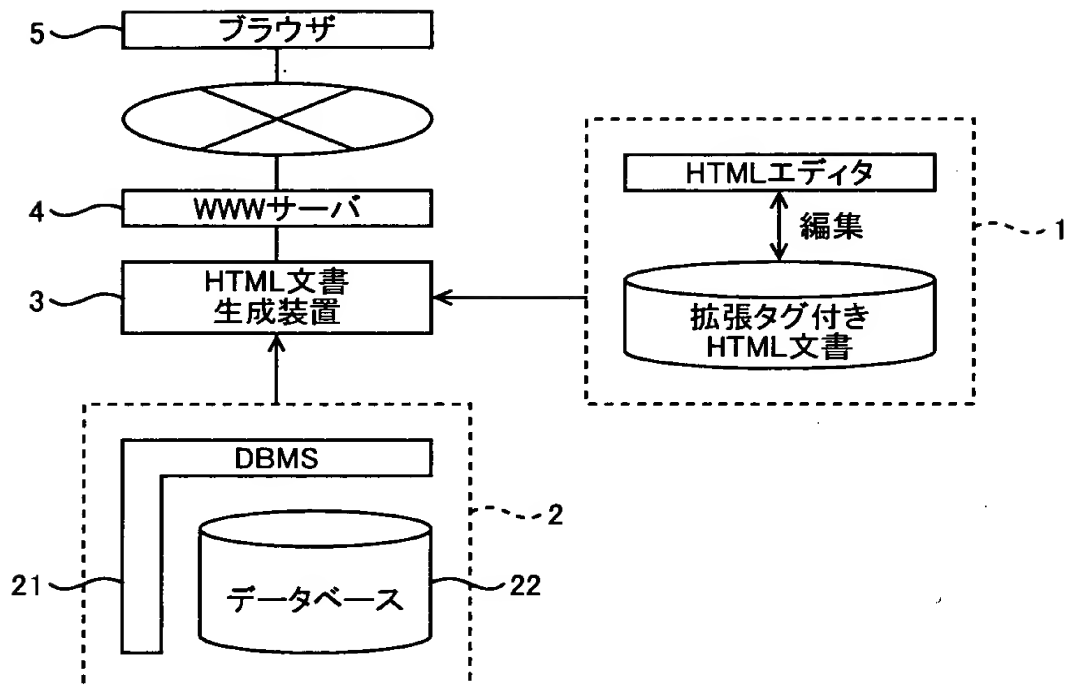 5
ブラウザ
4
WWWサーバ
3
HTML文書
生成装置
HTMLエディタ
編集
1
拡張タグ付き
HTML文書
DBMS
2
21
データベース
22